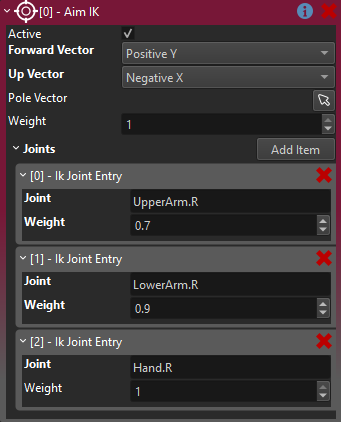 [0] - Aim IK
Active
Forward Vector Positive Y
Up Vector Negative X
Pole Vector
Weight 1
Joints Add Item
[0] - Ik Joint Entry
Joint UpperArm.R
Weight 0.7
[1] - Ik Joint Entry
Joint LowerArm.R
Weight 0.9
[2] - Ik Joint Entry
Joint Hand.R
Weight 1